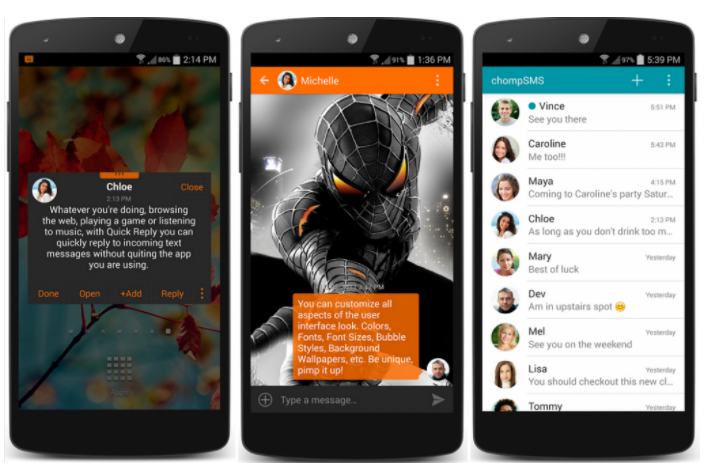 86% 2:14 PM
Chloe
Close
2:13 PM
Whatever you're doing, browsing
the web, playing a game or listening
to music, with Quick Reply you can
quickly reply to incoming text
messages without quiting the app
you are using.
Done Open +Add Reply
91% 1:36 PM
Michelle
You can customize all
aspects of the user
interface look. Colors,
Fonts, Font Sizes, Bubble
Styles, Background
Wallpapers, etc. Be unique,
pimp it up!
Type a message...
97% 5:39 PM
chompSMS
Vince 5:51 PM
See you there
Caroline 5:43 PM
Me too!!!
Maya 4:15 PM
Coming to Caroline's party Satur...
Chloe 2:13 PM
As long as you don't drink too m...
Mary Yesterday
Best of luck
Dev Yesterday
Am in upstairs spot 😊
Mel Yesterday
See you on the weekend
Lisa Yesterday
You should checkout this new cl...
Tommy Yesterday